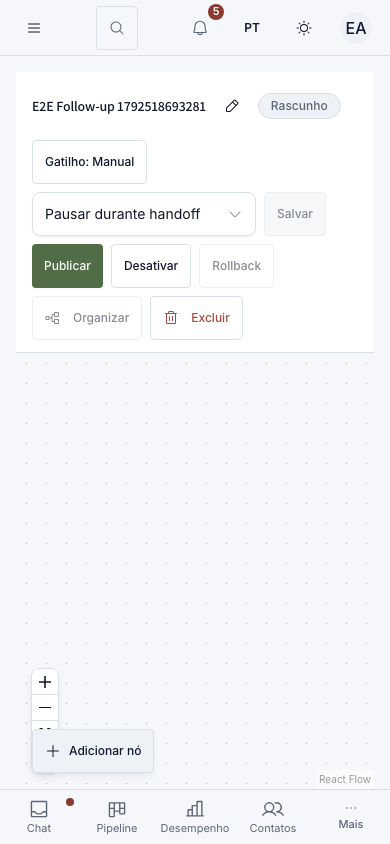 5
PT
EA
E2E Follow-up 1792518693281
Rascunho
Gatilho: Manual
Pausar durante handoff
Salvar
Publicar
Desativar
Rollback
Organizar
Excluir
Adicionar nó
React Flow
Chat
Pipeline
Desempenho
Contatos
Mais